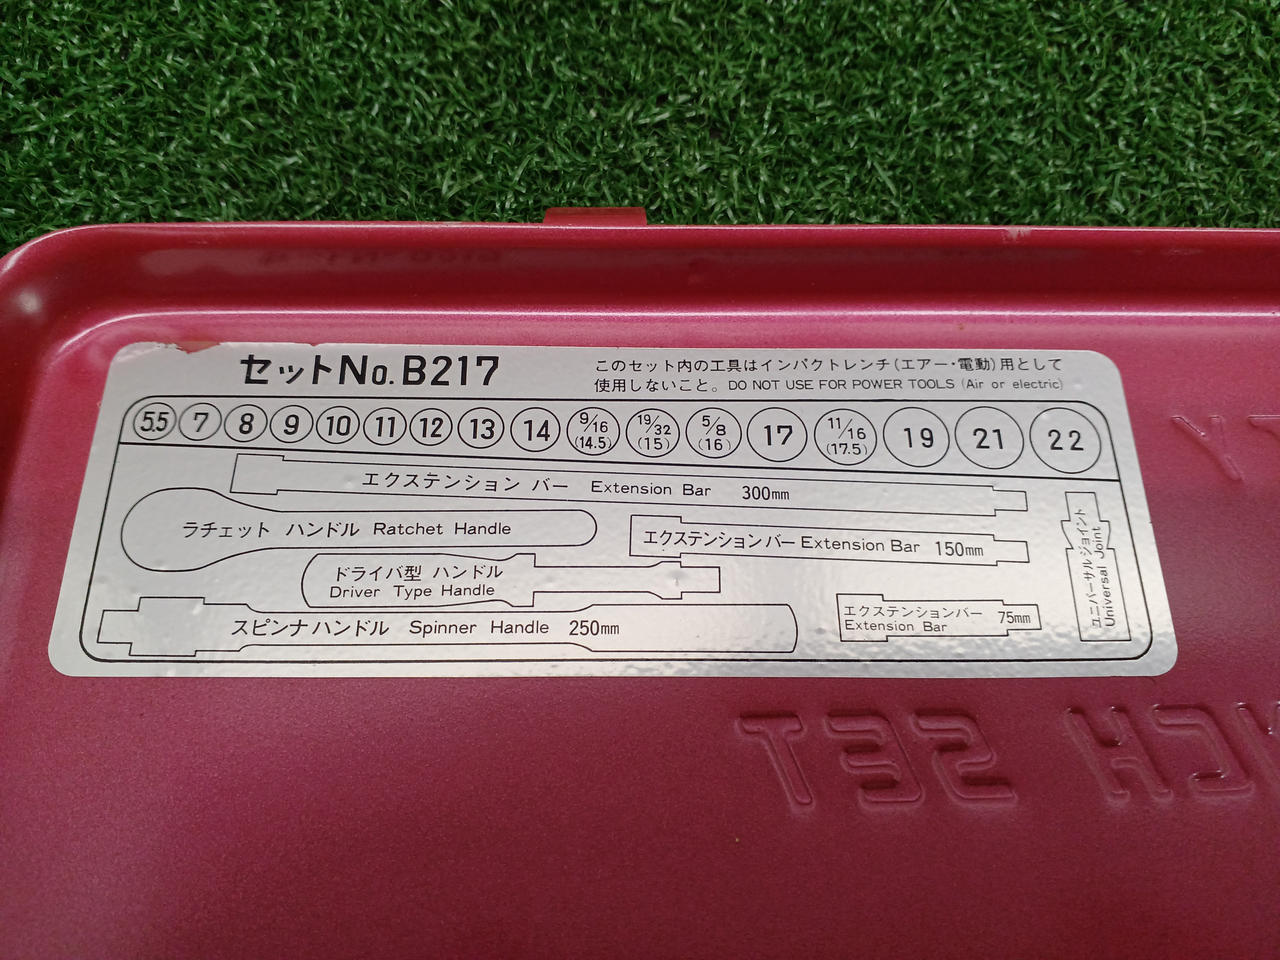 セットNo.B217
このセット内の工具はインパクトレンチ(エアー・電動)用として
使用しないこと。DO NOT USE FOR POWER TOOLS (Air or electric)
5.5 7 8 9 10 11 12 13 14 9/16 (14.5) 19/32 (15) 5/8 (16) 17 11/16 (17.5) 19 21 22
エクステンション バー Extension Bar 300mm
ラチェット ハンドル Ratchet Handle
エクステンションバー Extension Bar 150mm
ドライバ型 ハンドル
Driver Type Handle
スピンナハンドル Spinner Handle 250mm
エクステンションバー
Extension Bar 75mm
ユニバーサルジョイント
Universal Joint
SET